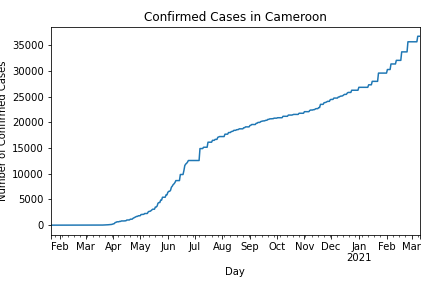 Confirmed Cases in Cameroon
Number of Confirmed Cases
35000
30000
25000
20000
15000
10000
5000
0
Feb Mar Apr May Jun Jul Aug Sep Oct Nov Dec Jan Feb Mar
2021
Day